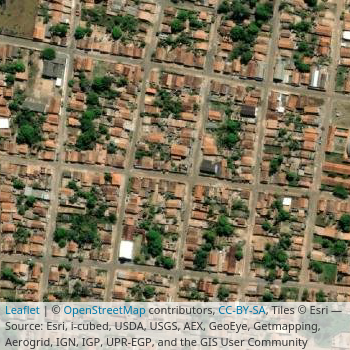 Leaflet | © OpenStreetMap contributors, CC-BY-SA, Tiles © Esri —
Source: Esri, i-cubed, USDA, USGS, AEX, GeoEye, Getmapping,
Aerogrid, IGN, IGP, UPR-EGP, and the GIS User Community